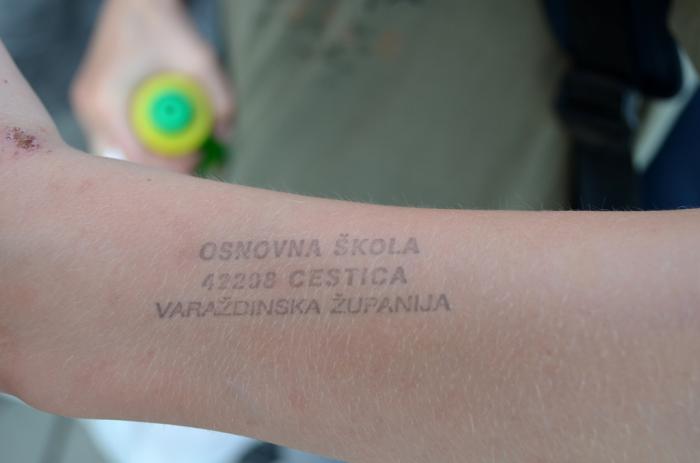 OSNOVNA ŠKOLA
42208 CESTICA
VARAŽDINSKA ŽUPANIJA